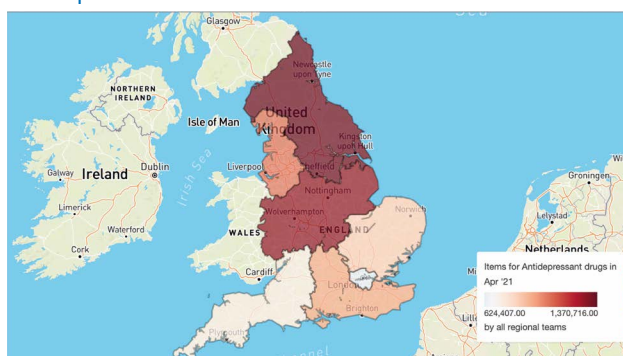 Glasgow
Newcastle
upon Tyne
NORTHERN
IRELAND
Isle of Man
United
Kingdom
Kingston
upon Hull
Irish Sea
Dublin
Liverpool
Sheffield
Galway
Ireland
Nottingham
Groningen
Limerick
Wolverhampton
Norwich
Lelystad
Waterford
WALES
ENGLAND
Netherlands
Cork
Cardiff
London
Brighton
Plymouth
Items for Antidepressant drugs in
Apr '21
624,407.00 1,370,716.00
by all regional teams